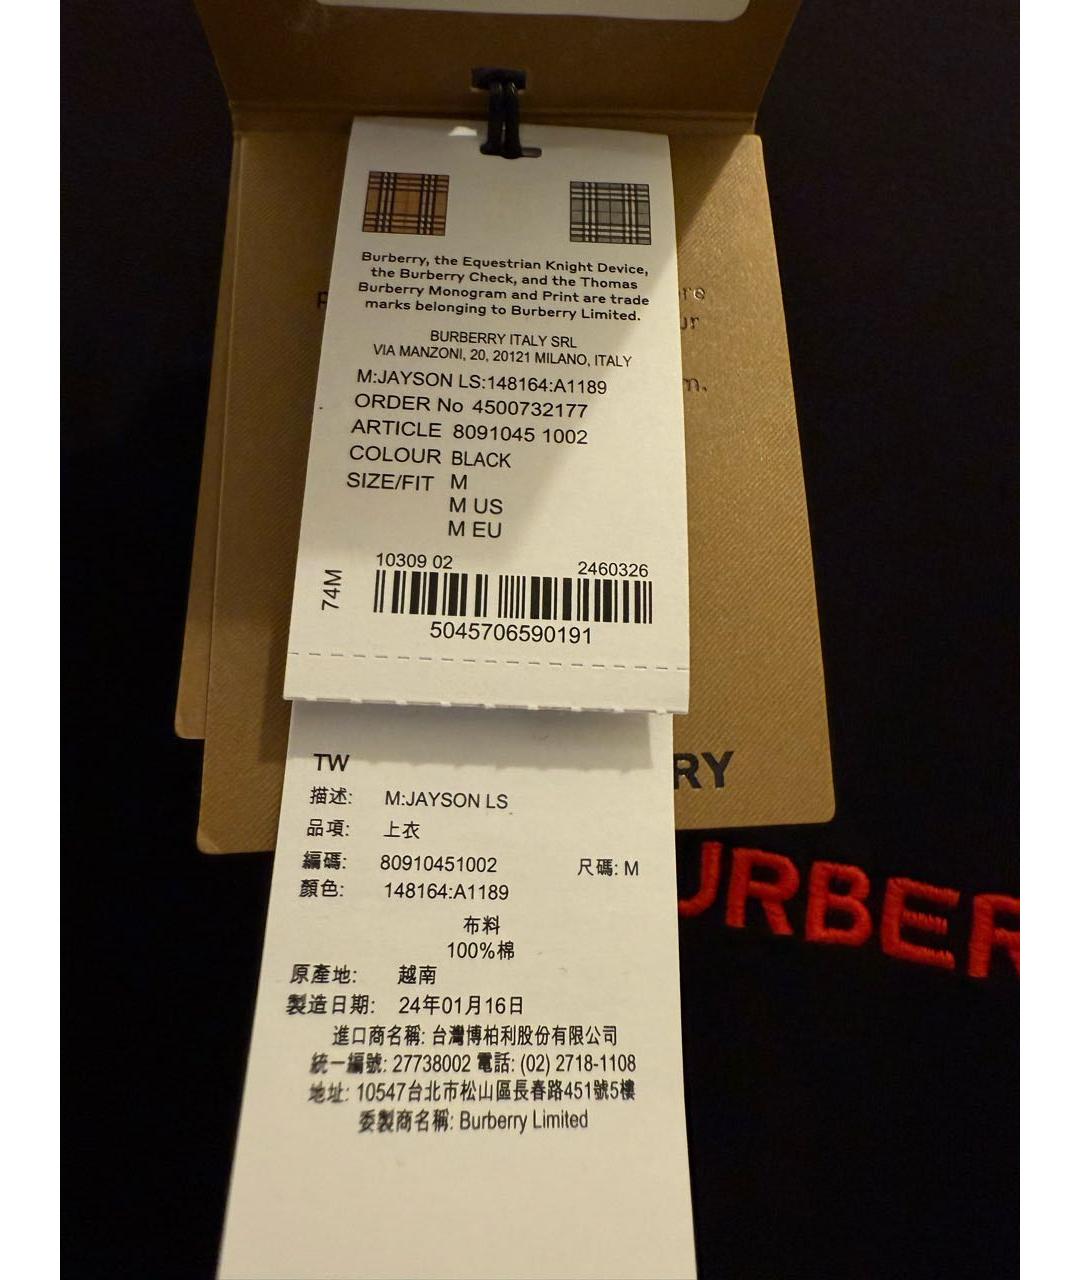 Burberry, the Equestrian Knight Device,
the Burberry Check, and the Thomas
Burberry Monogram and Print are trade
marks belonging to Burberry Limited.
BURBERRY ITALY SRL
VIA MANZONI, 20, 20121 MILANO, ITALY
M:JAYSON LS:148164:A1189
ORDER No 4500732177
ARTICLE 8091045 1002
COLOUR BLACK
SIZE/FIT M
M US
M EU
10309 02 2460326
74M
5045706590191
RY
TW
描述: M:JAYSON LS
品項: 上衣
編碼: 80910451002 尺碼: M
顏色: 148164:A1189
布料
100%棉
原產地: 越南
製造日期: 24年01月16日
進口商名稱: 台灣博柏利股份有限公司
統一編號: 27738002 電話: (02) 2718-1108
地址: 10547台北市松山區長春路451號5樓
委製商名稱: Burberry Limited
URBER